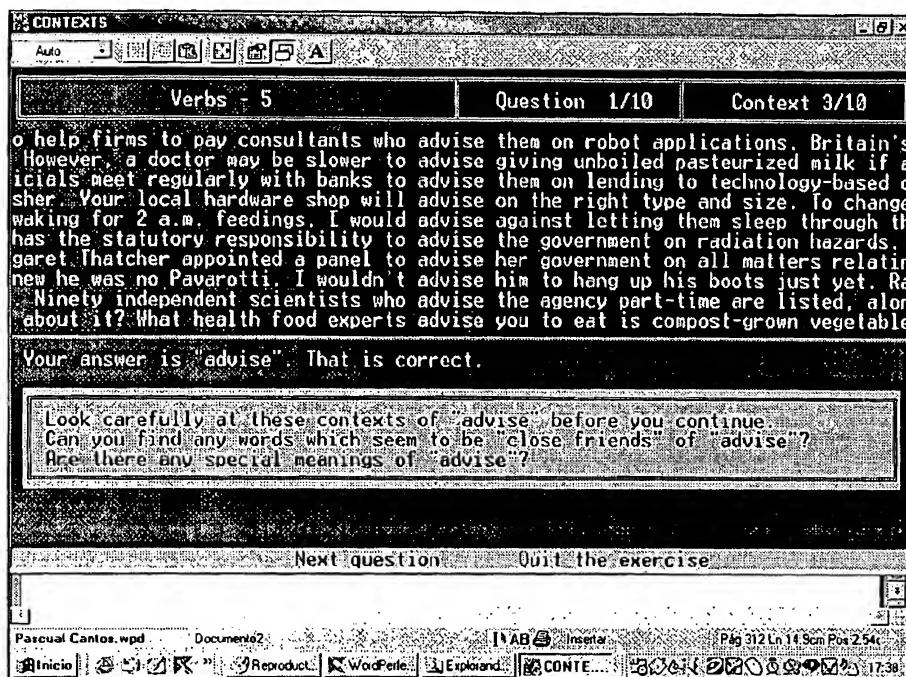 CONTEXTS
Auto
A
Verbs - 5 Question 1/10 Context 3/10
o help firms to pay consultants who advise them on robot applications. Britain's
However, a doctor may be slower to advise giving unboiled pasteurized milk if a
icials meet regularly with banks to advise them on lending to technology-based c
sher. Your local hardware shop will advise on the right type and size. To change
waking for 2 a.m. feedings, I would advise against letting them sleep through th
has the statutory responsibility to advise the government on radiation hazards.
garet Thatcher appointed a panel to advise her government on all matters relatin
new he was no Pavarotti. I wouldn't advise him to hang up his boots just yet. Ra
Ninety independent scientists who advise the agency part-time are listed, alon
about it? What health food experts advise you to eat is compost-grown vegetable
Your answer is "advise" That is correct.
Look carefully at these contexts of "advise" before you continue.
Can you find any words which seem to be "close friends" of "advise"?
Are there any special meanings of "advise"?
Next question Quit the exercise
Pascual Cantos.wpd Documento2 AB Insertar Pág 312 Ln 14.9cm Pos 2.54c
Inicio Reproduct... WordPerfe... Explorand... CONTE... 17:38